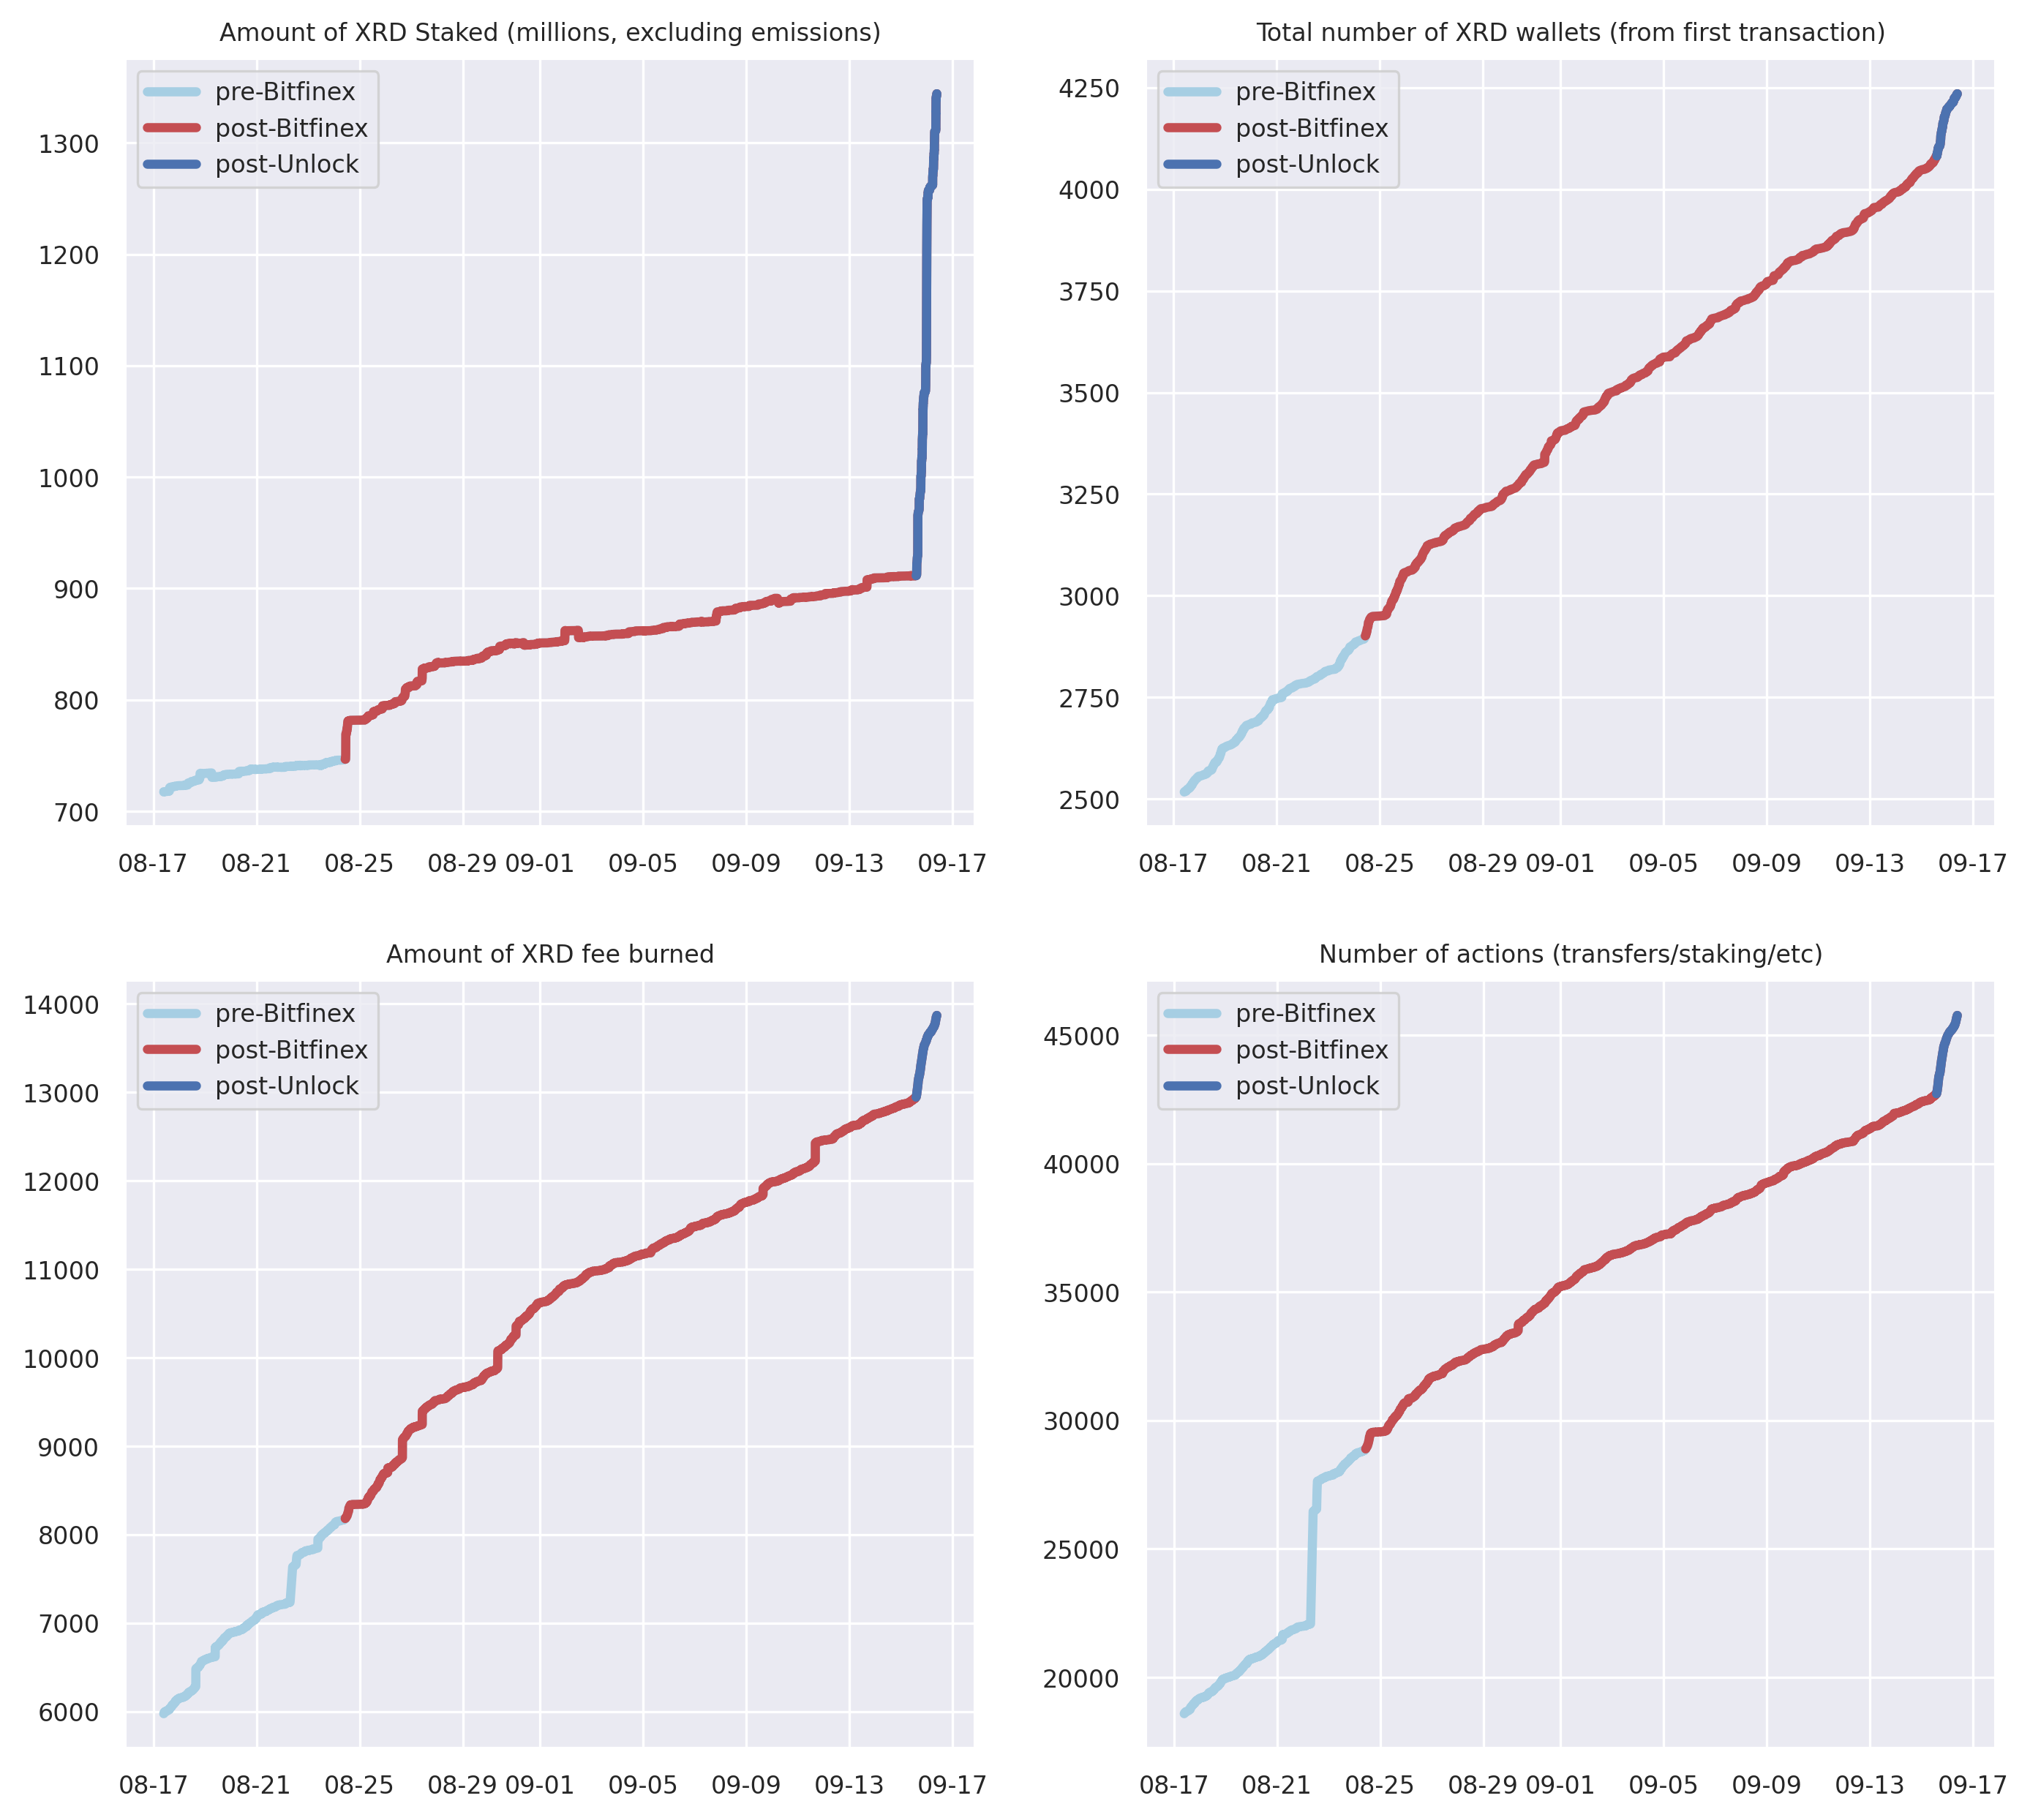 Amount of XRD Staked (millions, excluding emissions)
pre-Bitfinex
post-Bitfinex
post-Unlock
1300
1200
1100
1000
900
800
700
08-17 08-21 08-25 08-29 09-01 09-05 09-09 09-13 09-17
Total number of XRD wallets (from first transaction)
pre-Bitfinex
post-Bitfinex
post-Unlock
4250
4000
3750
3500
3250
3000
2750
2500
08-17 08-21 08-25 08-29 09-01 09-05 09-09 09-13 09-17
Amount of XRD fee burned
pre-Bitfinex
post-Bitfinex
post-Unlock
14000
13000
12000
11000
10000
9000
8000
7000
6000
08-17 08-21 08-25 08-29 09-01 09-05 09-09 09-13 09-17
Number of actions (transfers/staking/etc)
pre-Bitfinex
post-Bitfinex
post-Unlock
45000
40000
35000
30000
25000
20000
08-17 08-21 08-25 08-29 09-01 09-05 09-09 09-13 09-17